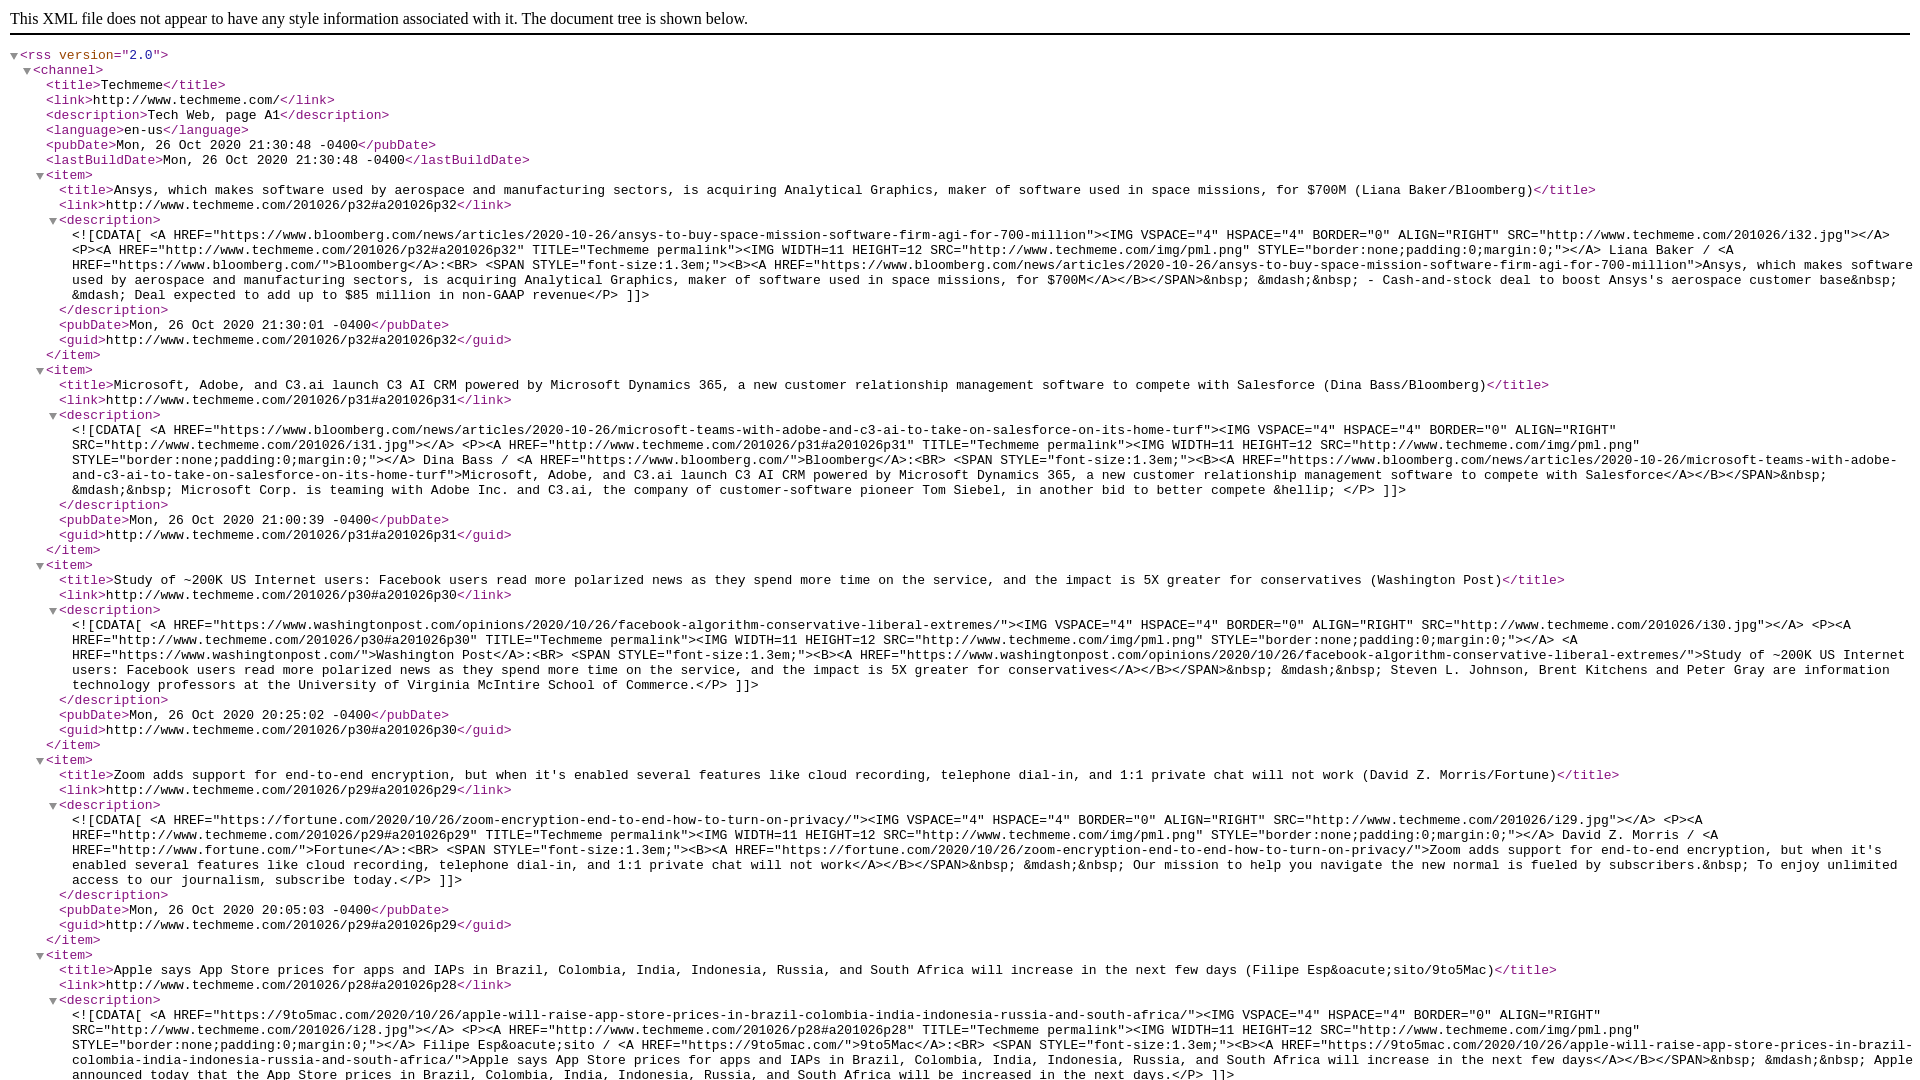 This XML file does not appear to have any style information associated with it. The document tree is shown below.
<rss version="2.0">
<channel>
<title>Techmeme</title>
<link>http://www.techmeme.com/</link>
<description>Tech Web, page A1</description>
<language>en-us</language>
<pubDate>Mon, 26 Oct 2020 21:30:48 -0400</pubDate>
<lastBuildDate>Mon, 26 Oct 2020 21:30:48 -0400</lastBuildDate>
<item>
<title>Ansys, which makes software used by aerospace and manufacturing sectors, is acquiring Analytical Graphics, maker of software used in space missions, for $700M (Liana Baker/Bloomberg)</title>
<link>http://www.techmeme.com/201026/p32#a201026p32</link>
<description>
<![CDATA[ <A HREF="https://www.bloomberg.com/news/articles/2020-10-26/ansys-to-buy-space-mission-software-firm-agi-for-700-million"><IMG VSPACE="4" HSPACE="4" BORDER="0" ALIGN="RIGHT" SRC="http://www.techmeme.com/201026/i32.jpg"></A>
<P><A HREF="http://www.techmeme.com/201026/p32#a201026p32" TITLE="Techmeme permalink"><IMG WIDTH=11 HEIGHT=12 SRC="http://www.techmeme.com/img/pml.png" STYLE="border:none;padding:0;margin:0;"></A> Liana Baker / <A
HREF="https://www.bloomberg.com/">Bloomberg</A>:<BR> <SPAN STYLE="font-size:1.3em;"><B><A HREF="https://www.bloomberg.com/news/articles/2020-10-26/ansys-to-buy-space-mission-software-firm-agi-for-700-million">Ansys, which makes software
used by aerospace and manufacturing sectors, is acquiring Analytical Graphics, maker of software used in space missions, for $700M</A></B></SPAN>&nbsp; &mdash;&nbsp; - Cash-and-stock deal to boost Ansys's aerospace customer base&nbsp;
&mdash; Deal expected to add up to $85 million in non-GAAP revenue</P> ]]>
</description>
<pubDate>Mon, 26 Oct 2020 21:30:01 -0400</pubDate>
<guid>http://www.techmeme.com/201026/p32#a201026p32</guid>
</item>
<item>
<title>Microsoft, Adobe, and C3.ai launch C3 AI CRM powered by Microsoft Dynamics 365, a new customer relationship management software to compete with Salesforce (Dina Bass/Bloomberg)</title>
<link>http://www.techmeme.com/201026/p31#a201026p31</link>
<description>
<![CDATA[ <A HREF="https://www.bloomberg.com/news/articles/2020-10-26/microsoft-teams-with-adobe-and-c3-ai-to-take-on-salesforce-on-its-home-turf"><IMG VSPACE="4" HSPACE="4" BORDER="0" ALIGN="RIGHT"
SRC="http://www.techmeme.com/201026/i31.jpg"></A> <P><A HREF="http://www.techmeme.com/201026/p31#a201026p31" TITLE="Techmeme permalink"><IMG WIDTH=11 HEIGHT=12 SRC="http://www.techmeme.com/img/pml.png"
STYLE="border:none;padding:0;margin:0;"></A> Dina Bass / <A HREF="https://www.bloomberg.com/">Bloomberg</A>:<BR> <SPAN STYLE="font-size:1.3em;"><B><A HREF="https://www.bloomberg.com/news/articles/2020-10-26/microsoft-teams-with-adobe-
and-c3-ai-to-take-on-salesforce-on-its-home-turf">Microsoft, Adobe, and C3.ai launch C3 AI CRM powered by Microsoft Dynamics 365, a new customer relationship management software to compete with Salesforce</A></B></SPAN>&nbsp;
&mdash;&nbsp; Microsoft Corp. is teaming with Adobe Inc. and C3.ai, the company of customer-software pioneer Tom Siebel, in another bid to better compete &hellip; </P> ]]>
</description>
<pubDate>Mon, 26 Oct 2020 21:00:39 -0400</pubDate>
<guid>http://www.techmeme.com/201026/p31#a201026p31</guid>
</item>
<item>
<title>Study of ~200K US Internet users: Facebook users read more polarized news as they spend more time on the service, and the impact is 5X greater for conservatives (Washington Post)</title>
<link>http://www.techmeme.com/201026/p30#a201026p30</link>
<description>
<![CDATA[ <A HREF="https://www.washingtonpost.com/opinions/2020/10/26/facebook-algorithm-conservative-liberal-extremes/"><IMG VSPACE="4" HSPACE="4" BORDER="0" ALIGN="RIGHT" SRC="http://www.techmeme.com/201026/i30.jpg"></A> <P><A
HREF="http://www.techmeme.com/201026/p30#a201026p30" TITLE="Techmeme permalink"><IMG WIDTH=11 HEIGHT=12 SRC="http://www.techmeme.com/img/pml.png" STYLE="border:none;padding:0;margin:0;"></A> <A
HREF="https://www.washingtonpost.com/">Washington Post</A>:<BR> <SPAN STYLE="font-size:1.3em;"><B><A HREF="https://www.washingtonpost.com/opinions/2020/10/26/facebook-algorithm-conservative-liberal-extremes/">Study of ~200K US Internet
users: Facebook users read more polarized news as they spend more time on the service, and the impact is 5X greater for conservatives</A></B></SPAN>&nbsp; &mdash;&nbsp; Steven L. Johnson, Brent Kitchens and Peter Gray are information
technology professors at the University of Virginia McIntire School of Commerce.</P> ]]>
</description>
<pubDate>Mon, 26 Oct 2020 20:25:02 -0400</pubDate>
<guid>http://www.techmeme.com/201026/p30#a201026p30</guid>
</item>
<item>
<title>Zoom adds support for end-to-end encryption, but when it's enabled several features like cloud recording, telephone dial-in, and 1:1 private chat will not work (David Z. Morris/Fortune)</title>
<link>http://www.techmeme.com/201026/p29#a201026p29</link>
<description>
<![CDATA[ <A HREF="https://fortune.com/2020/10/26/zoom-encryption-end-to-end-how-to-turn-on-privacy/"><IMG VSPACE="4" HSPACE="4" BORDER="0" ALIGN="RIGHT" SRC="http://www.techmeme.com/201026/i29.jpg"></A> <P><A
HREF="http://www.techmeme.com/201026/p29#a201026p29" TITLE="Techmeme permalink"><IMG WIDTH=11 HEIGHT=12 SRC="http://www.techmeme.com/img/pml.png" STYLE="border:none;padding:0;margin:0;"></A> David Z. Morris / <A
HREF="http://www.fortune.com/">Fortune</A>:<BR> <SPAN STYLE="font-size:1.3em;"><B><A HREF="https://fortune.com/2020/10/26/zoom-encryption-end-to-end-how-to-turn-on-privacy/">Zoom adds support for end-to-end encryption, but when it's
enabled several features like cloud recording, telephone dial-in, and 1:1 private chat will not work</A></B></SPAN>&nbsp; &mdash;&nbsp; Our mission to help you navigate the new normal is fueled by subscribers.&nbsp; To enjoy unlimited
access to our journalism, subscribe today.</P> ]]>
</description>
<pubDate>Mon, 26 Oct 2020 20:05:03 -0400</pubDate>
<guid>http://www.techmeme.com/201026/p29#a201026p29</guid>
</item>
<item>
<title>Apple says App Store prices for apps and IAPs in Brazil, Colombia, India, Indonesia, Russia, and South Africa will increase in the next few days (Filipe Esp&oacute;sito/9to5Mac)</title>
<link>http://www.techmeme.com/201026/p28#a201026p28</link>
<description>
<![CDATA[ <A HREF="https://9to5mac.com/2020/10/26/apple-will-raise-app-store-prices-in-brazil-colombia-india-indonesia-russia-and-south-africa/"><IMG VSPACE="4" HSPACE="4" BORDER="0" ALIGN="RIGHT"
SRC="http://www.techmeme.com/201026/i28.jpg"></A> <P><A HREF="http://www.techmeme.com/201026/p28#a201026p28" TITLE="Techmeme permalink"><IMG WIDTH=11 HEIGHT=12 SRC="http://www.techmeme.com/img/pml.png"
STYLE="border:none;padding:0;margin:0;"></A> Filipe Esp&oacute;sito / <A HREF="https://9to5mac.com/">9to5Mac</A>:<BR> <SPAN STYLE="font-size:1.3em;"><B><A HREF="https://9to5mac.com/2020/10/26/apple-will-raise-app-store-prices-in-brazil-
colombia-india-indonesia-russia-and-south-africa/">Apple says App Store prices for apps and IAPs in Brazil, Colombia, India, Indonesia, Russia, and South Africa will increase in the next few days</A></B></SPAN>&nbsp; &mdash;&nbsp; Apple
announced today that the App Store prices in Brazil, Colombia, India, Indonesia, Russia, and South Africa will be increased in the next days.</P> ]]>